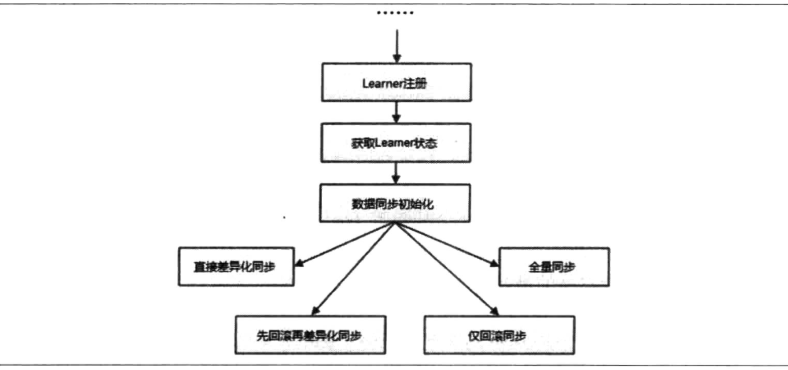 ......
Learner注册
获取Learner状态
数据同步初始化
直接差异化同步
全量同步
先回滚再差异化同步
仅回滚同步